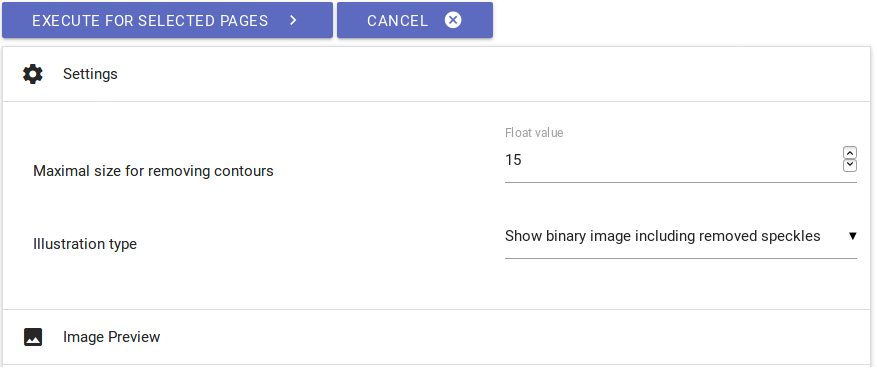 EXECUTE FOR SELECTED PAGES
CANCEL
Settings
Float value
Maximal size for removing contours
15
Illustration type
Show binary image including removed speckles
Image Preview